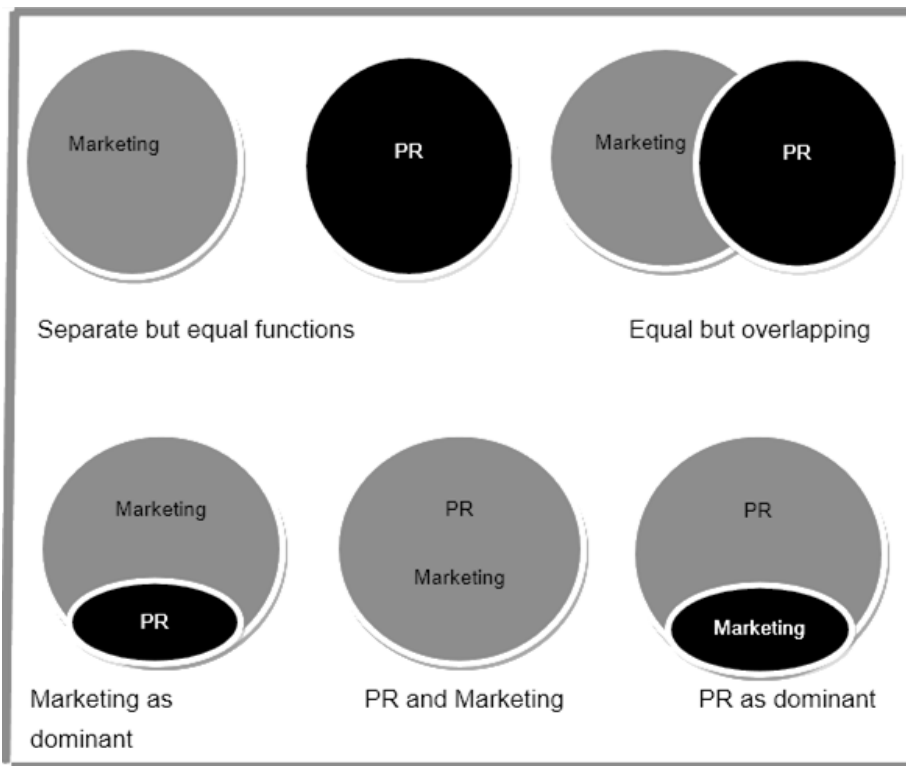 Marketing
PR
Marketing
PR
Separate but equal functions
Equal but overlapping
Marketing
PR
PR
Marketing
PR
Marketing
Marketing as
dominant
PR and Marketing
PR as dominant